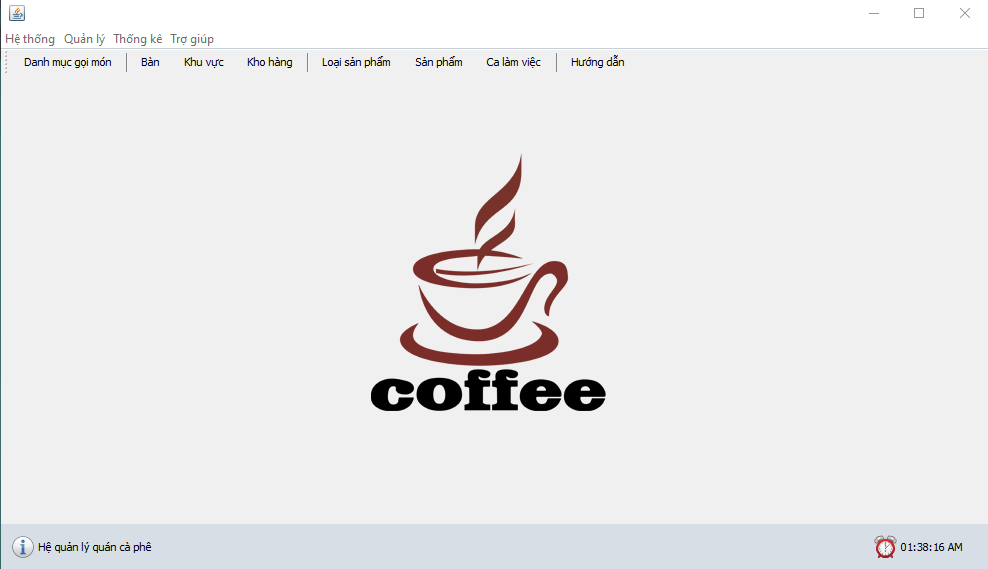 Hệ thống Quản lý Thống kê Trợ giúp
Danh mục gọi món Bàn Khu vực Kho hàng Loại sản phẩm Sản phẩm Ca làm việc Hướng dẫn
coffee
Hệ quản lý quán cà phê 01:38:16 AM